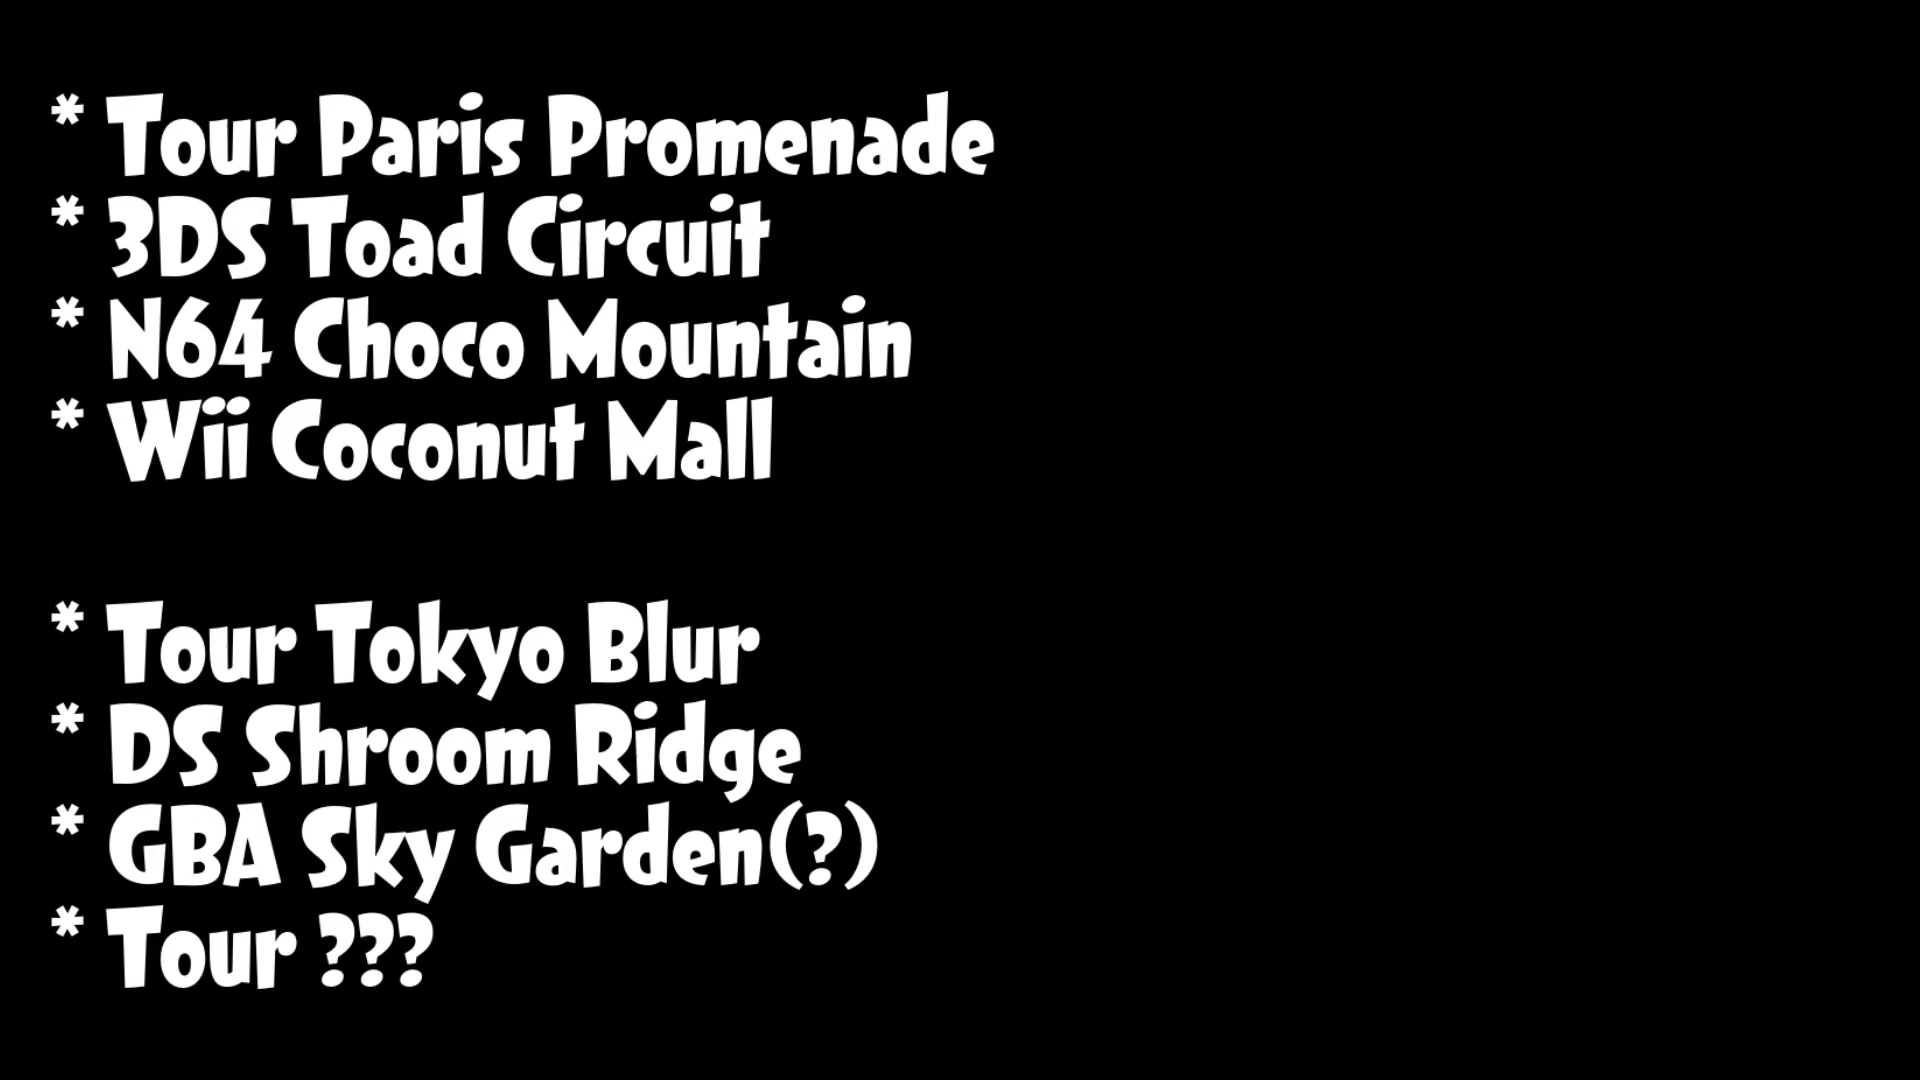 * Tour Paris Promenade
* 3DS Toad Circuit
* N64 Choco Mountain
* Wii Coconut Mall
* Tour Tokyo Blur
* DS Shroom Ridge
* GBA Sky Garden(?)
* Tour ???